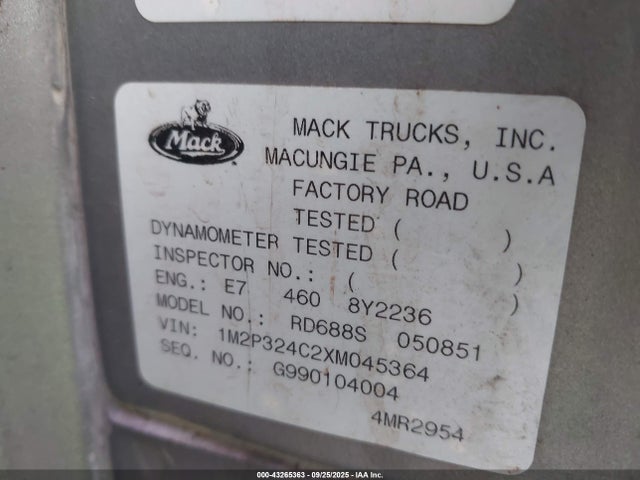 Mack
MACK TRUCKS, INC.
MACUNGIE PA., U.S.A
FACTORY ROAD
TESTED ( )
DYNAMOMETER TESTED ( )
INSPECTOR NO.: ( )
ENG.: E7 460 8Y2236
MODEL NO.: RD688S 050851
VIN: 1M2P324C2XM045364
SEQ. NO.: G990104004
4MR2954
000-43265363 - 09/25/2025 - IAA Inc.